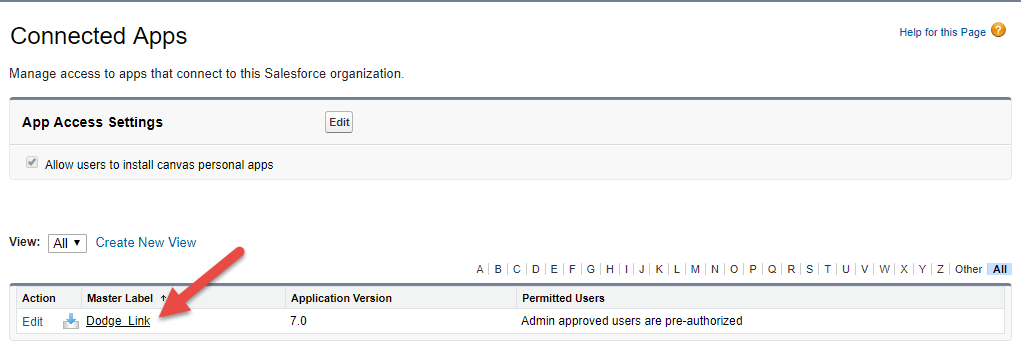 Connected Apps
Help for this Page ?
Manage access to apps that connect to this Salesforce organization.
App Access Settings Edit
Allow users to install canvas personal apps
View: All ▼ Create New View
A B C D E F G H I J K L M N O P Q R S T U V W X Y Z Other All
Action Master Label ↑ Application Version Permitted Users
Edit Dodge_Link 7.0 Admin approved users are pre-authorized